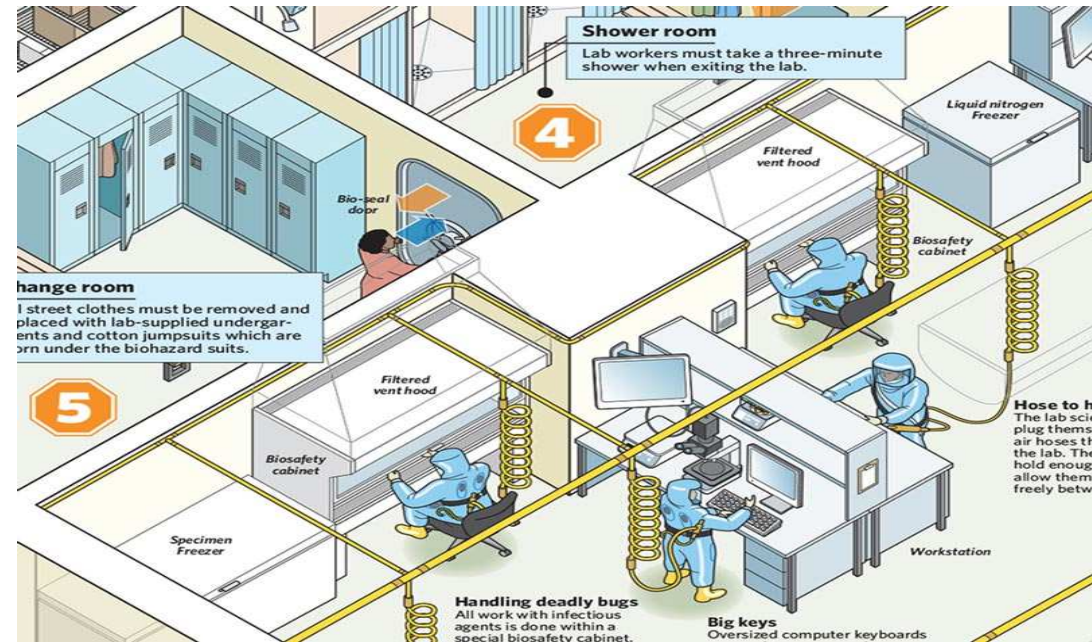 Shower room
Lab workers must take a three-minute
shower when exiting the lab.
4
Liquid nitrogen
Freezer
Filtered
vent hood
Bio-seal
door
Biosafety
cabinet
hange room
l street clothes must be removed and
placed with lab-supplied undergar-
ents and cotton jumpsuits which are
orn under the biohazard suits.
5
Filtered
vent hood
Biosafety
cabinet
Hose to h
The lab scie
plug thems
air hoses th
the lab. The
hold enoug
allow them
freely betw
Specimen
Freezer
Workstation
Handling deadly bugs
All work with infectious
agents is done within a
special biosafety cabinet.
Big keys
Oversized computer keyboards